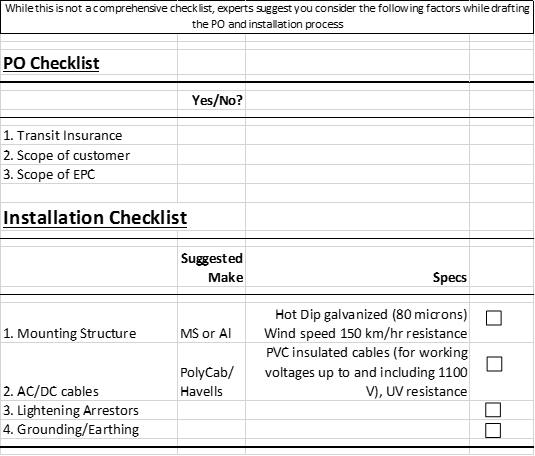 While this is not a comprehensive checklist, experts suggest you consider the following factors while drafting
the PO and installation process
PO Checklist
Yes/No?
1. Transit Insurance
2. Scope of customer
3. Scope of EPC
Installation Checklist
Suggested
Make
Specs
1. Mounting Structure
MS or Al
Hot Dip galvanized (80 microns)
Wind speed 150 km/hr resistance
2. AC/DC cables
PolyCab/
Havells
PVC insulated cables (for working
voltages up to and including 1100
V), UV resistance
3. Lightening Arrestors
4. Grounding/Earthing